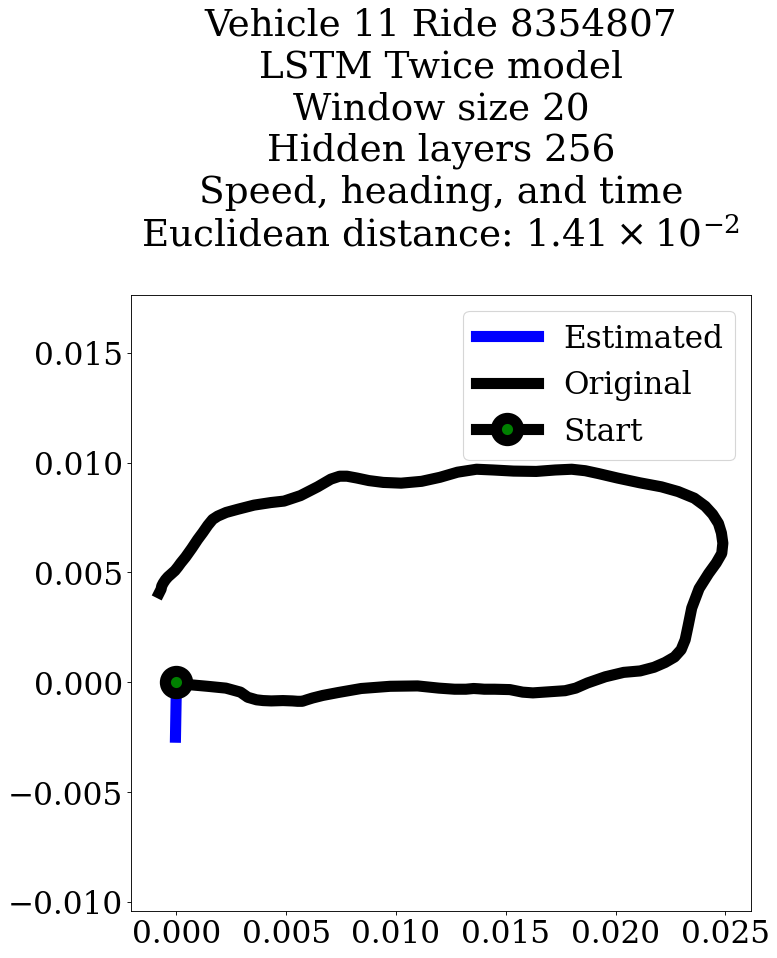 Vehicle 11 Ride 8354807
LSTM Twice model
Window size 20
Hidden layers 256
Speed, heading, and time
Euclidean distance: 1.41 × 10⁻²
Estimated
Original
Start
0.015
0.010
0.005
0.000
−0.005
−0.010
0.000 0.005 0.010 0.015 0.020 0.025